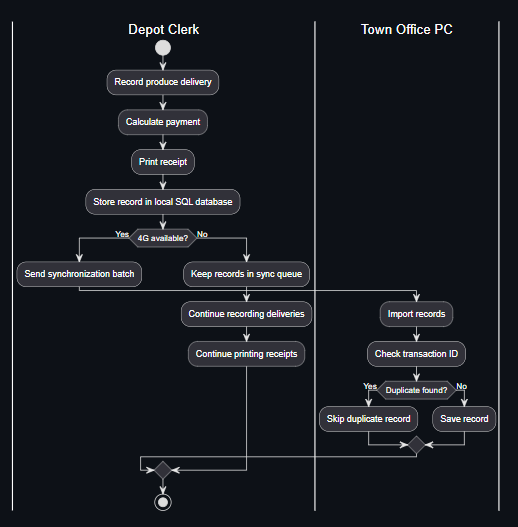 Depot Clerk
Town Office PC
Record produce delivery
Calculate payment
Print receipt
Store record in local SQL database
Yes
4G available?
No
Send synchronization batch
Keep records in sync queue
Continue recording deliveries
Import records
Continue printing receipts
Check transaction ID
Yes
Duplicate found?
No
Skip duplicate record
Save record